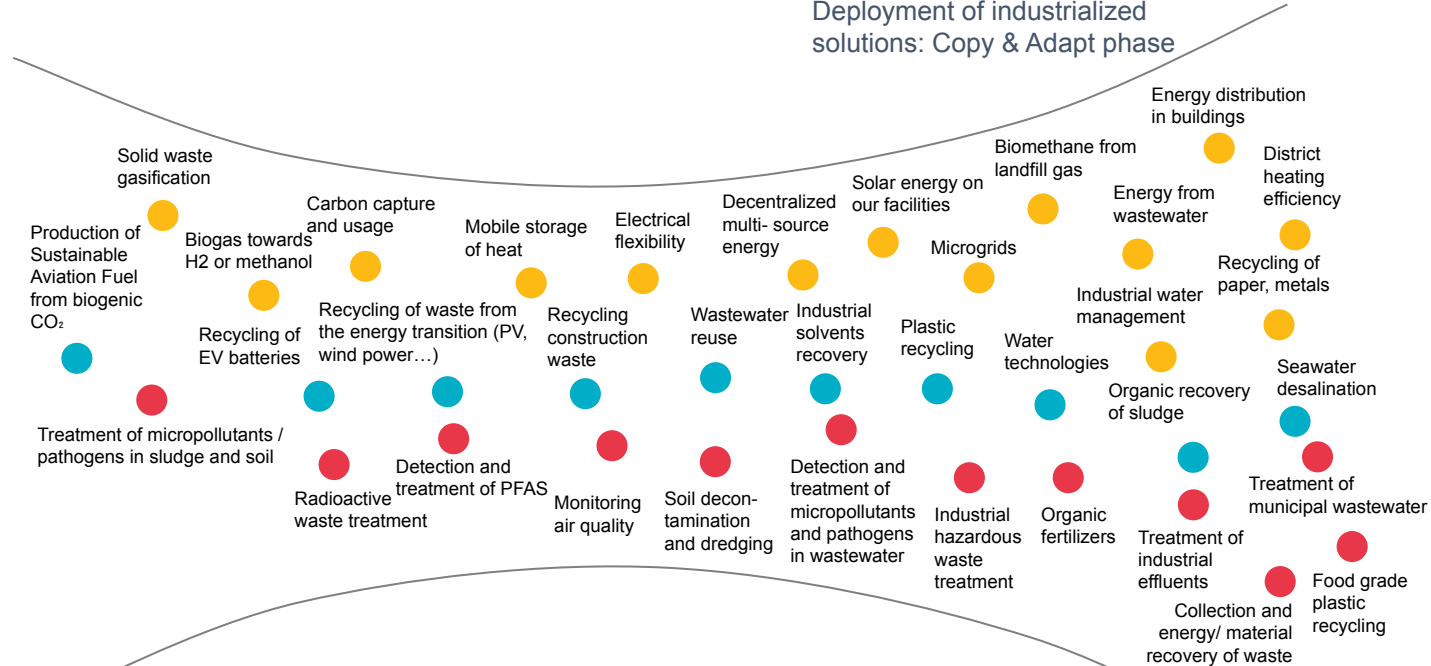 Deployment of industrialized
solutions: Copy & Adapt phase
Energy distribution
in buildings
Solid waste
gasification
Biomethane from
landfill gas
District
heating
efficiency
Solar energy on
our facilities
Energy from
wastewater
Carbon capture
and usage
Decentralized
multi- source
energy
Electrical
flexibility
Mobile storage
of heat
Production of
Sustainable
Aviation Fuel
from biogenic
CO₂
Biogas towards
H2 or methanol
Microgrids
Recycling of
paper, metals
Industrial water
management
Recycling of waste from
the energy transition (PV,
wind power…)
Recycling
construction
waste
Wastewater
reuse
Industrial
solvents
recovery
Plastic
recycling
Recycling of
EV batteries
Water
technologies
Seawater
desalination
Organic recovery
of sludge
Treatment of micropollutants /
pathogens in sludge and soil
Detection and
treatment of PFAS
Radioactive
waste treatment
Monitoring
air quality
Soil decon-
tamination
and dredging
Detection and
treatment of
micropollutants
and pathogens
in wastewater
Industrial
hazardous
waste
treatment
Organic
fertilizers
Treatment of
municipal wastewater
Treatment of
industrial
effluents
Food grade
plastic
recycling
Collection and
energy/ material
recovery of waste